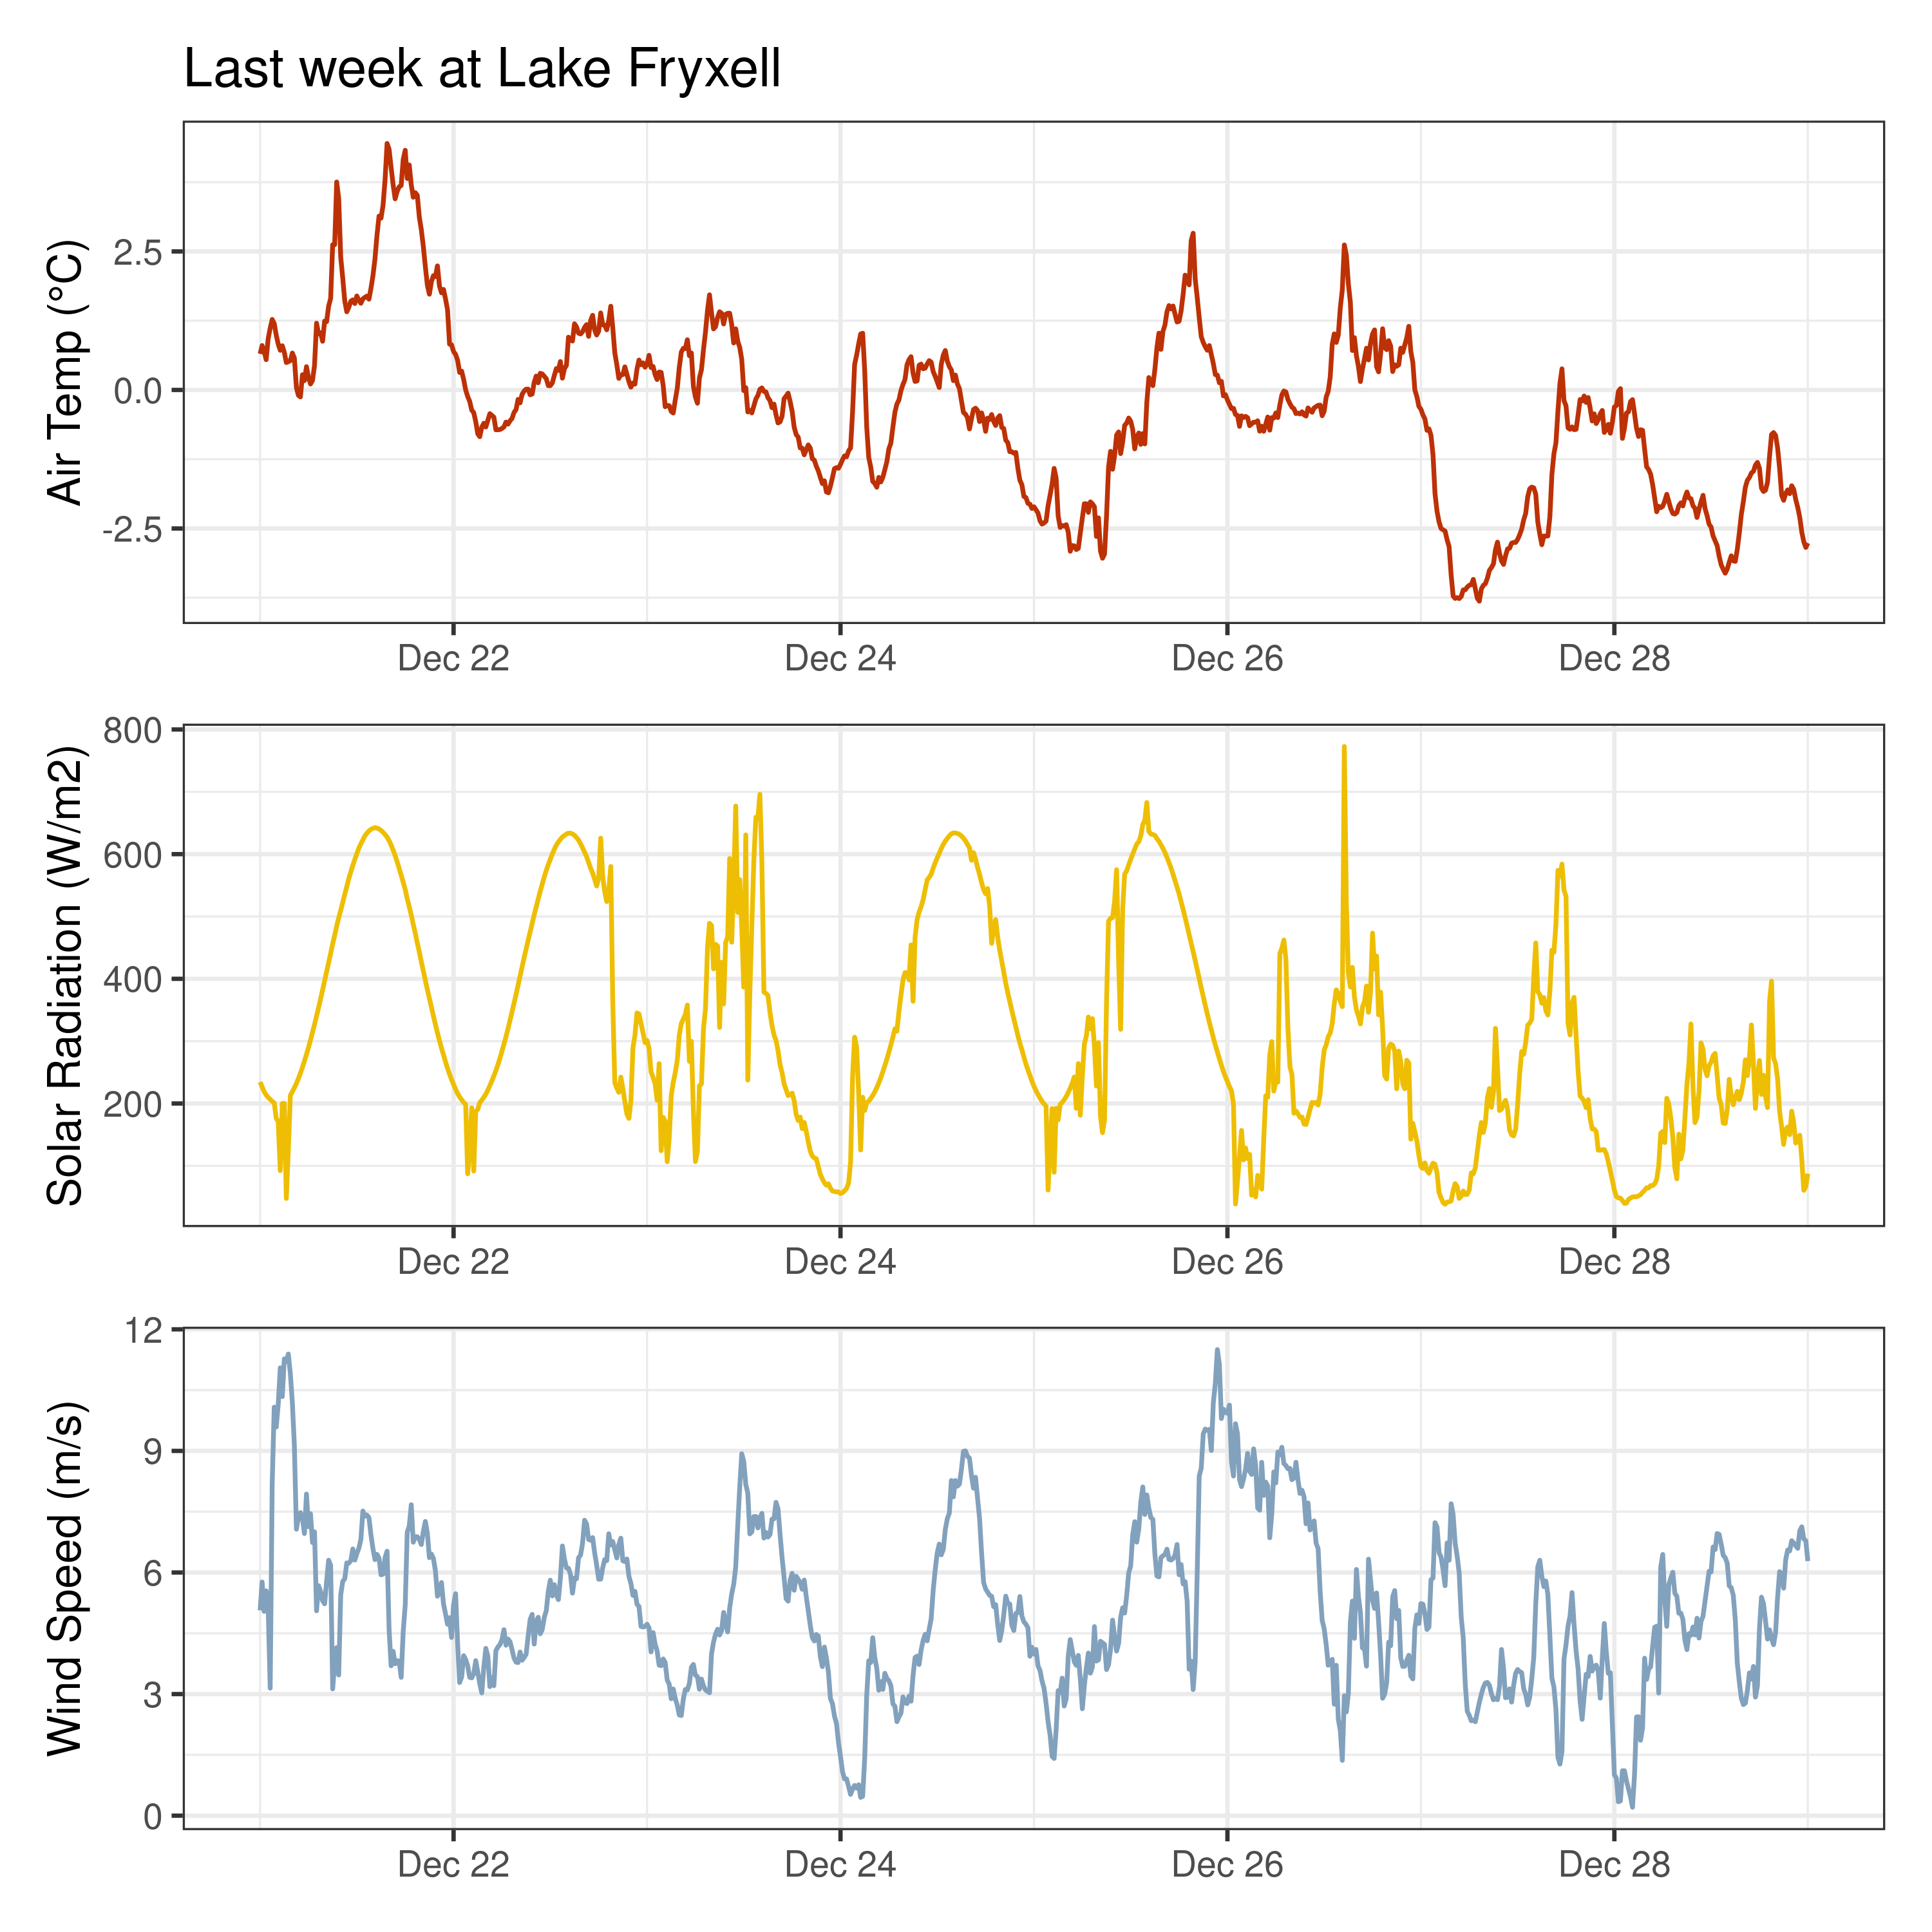 Last week at Lake Fryxell
Air Temp (°C)
2.5
0.0
-2.5
Dec 22 Dec 24 Dec 26 Dec 28
Solar Radiation (W/m2)
800
600
400
200
Dec 22 Dec 24 Dec 26 Dec 28
Wind Speed (m/s)
12
9
6
3
0
Dec 22 Dec 24 Dec 26 Dec 28